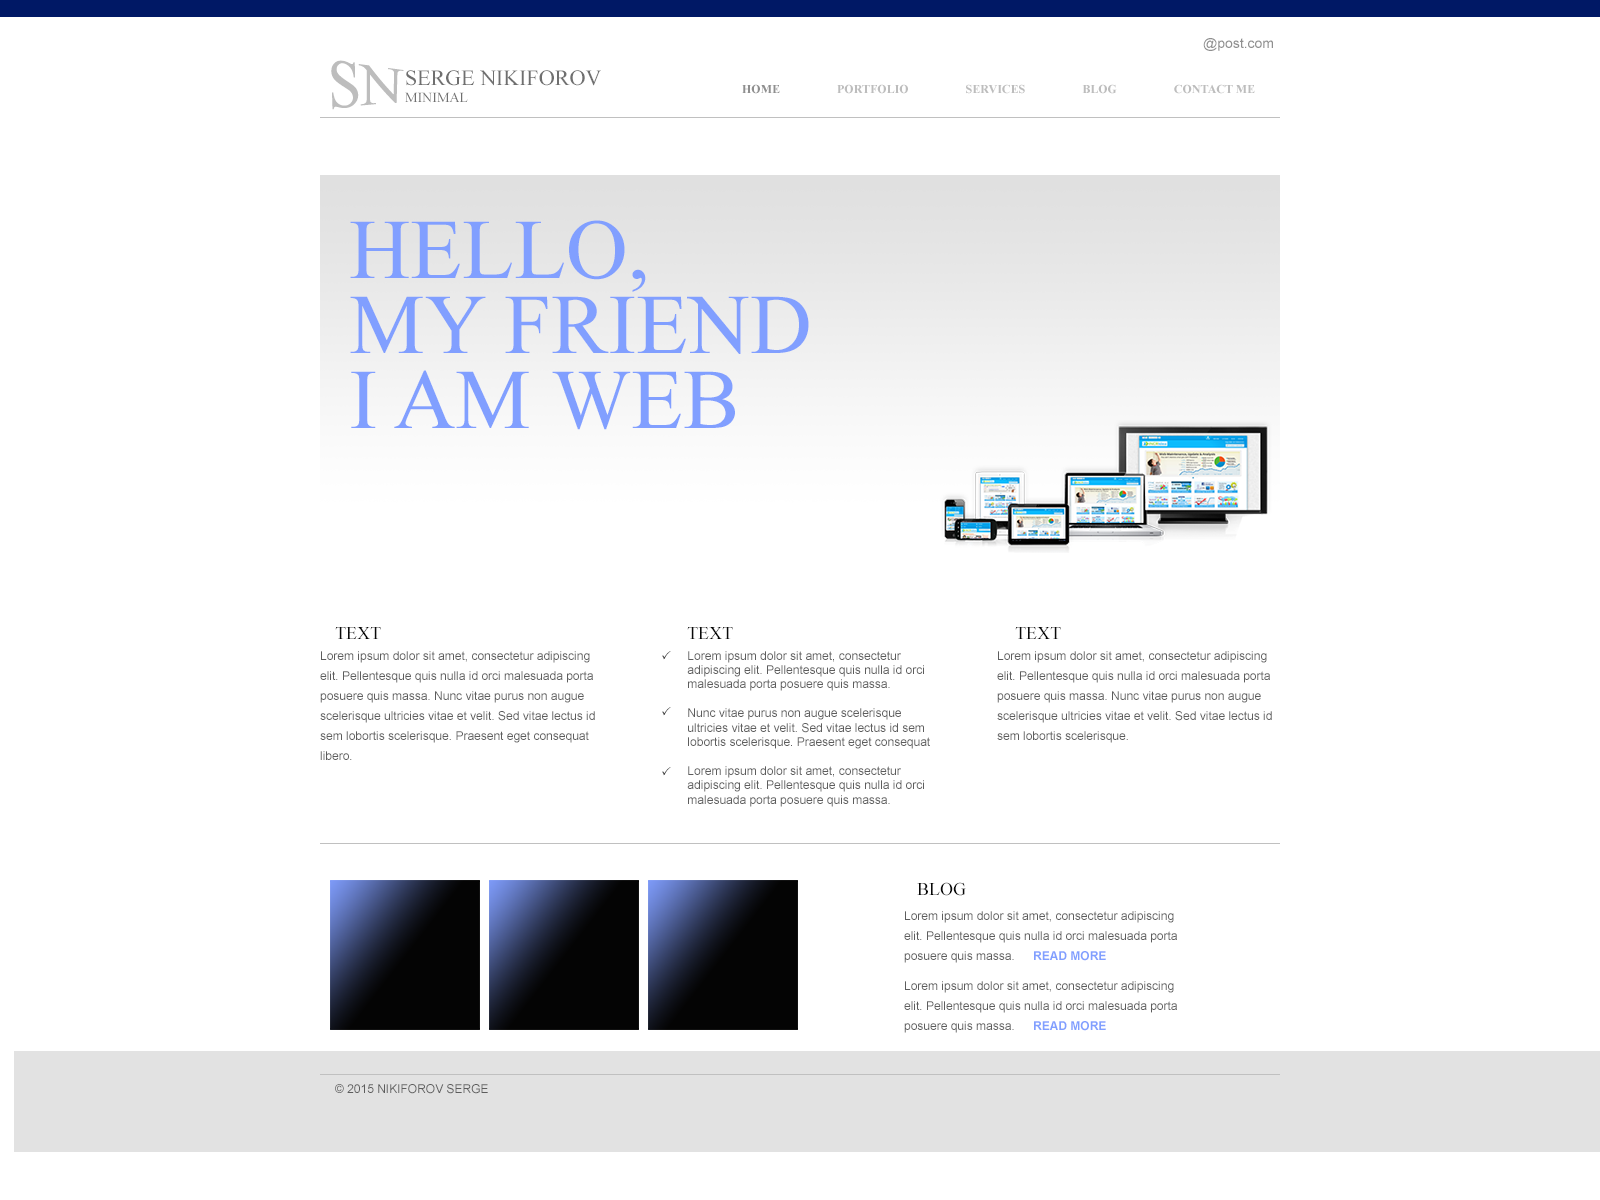 @post.com
SN SERGE NIKIFOROV
MINIMAL
HOME PORTFOLIO SERVICES BLOG CONTACT ME
HELLO,
MY FRIEND
I AM WEB
TEXT
Lorem ipsum dolor sit amet, consectetur adipiscing
elit. Pellentesque quis nulla id orci malesuada porta
posuere quis massa. Nunc vitae purus non augue
scelerisque ultricies vitae et velit. Sed vitae lectus id
sem lobortis scelerisque. Praesent eget consequat
libero.
TEXT
✓ Lorem ipsum dolor sit amet, consectetur
adipiscing elit. Pellentesque quis nulla id orci
malesuada porta posuere quis massa.
✓ Nunc vitae purus non augue scelerisque
ultricies vitae et velit. Sed vitae lectus id sem
lobortis scelerisque. Praesent eget consequat
✓ Lorem ipsum dolor sit amet, consectetur
adipiscing elit. Pellentesque quis nulla id orci
malesuada porta posuere quis massa.
TEXT
Lorem ipsum dolor sit amet, consectetur adipiscing
elit. Pellentesque quis nulla id orci malesuada porta
posuere quis massa. Nunc vitae purus non augue
scelerisque ultricies vitae et velit. Sed vitae lectus id
sem lobortis scelerisque.
BLOG
Lorem ipsum dolor sit amet, consectetur adipiscing
elit. Pellentesque quis nulla id orci malesuada porta
posuere quis massa. READ MORE
Lorem ipsum dolor sit amet, consectetur adipiscing
elit. Pellentesque quis nulla id orci malesuada porta
posuere quis massa. READ MORE
© 2015 NIKIFOROV SERGE